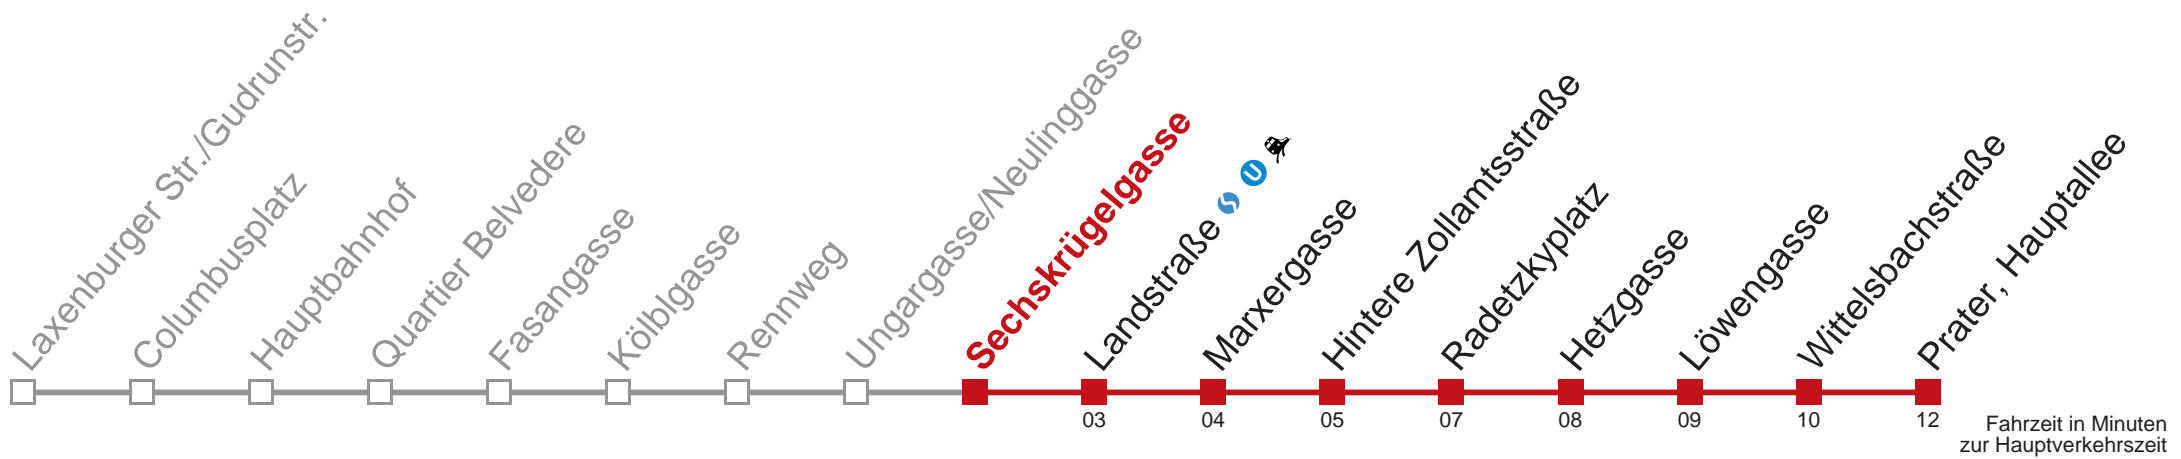 Laxenburger Str./Gudrunstr.
Columbusplatz
Hauptbahnhof
Quartier Belvedere
Fasangasse
Kölblgasse
Rennweg
Ungargasse/Neulinggasse
Sechskrügelgasse
Landstraße S U
Marxergasse
Hintere Zollamtsstraße
Radetzkyplatz
Hetzgasse
Löwengasse
Wittelsbachstraße
Prater, Hauptallee
03 04 05 07 08 09 10 12
Fahrzeit in Minuten
zur Hauptverkehrszeit